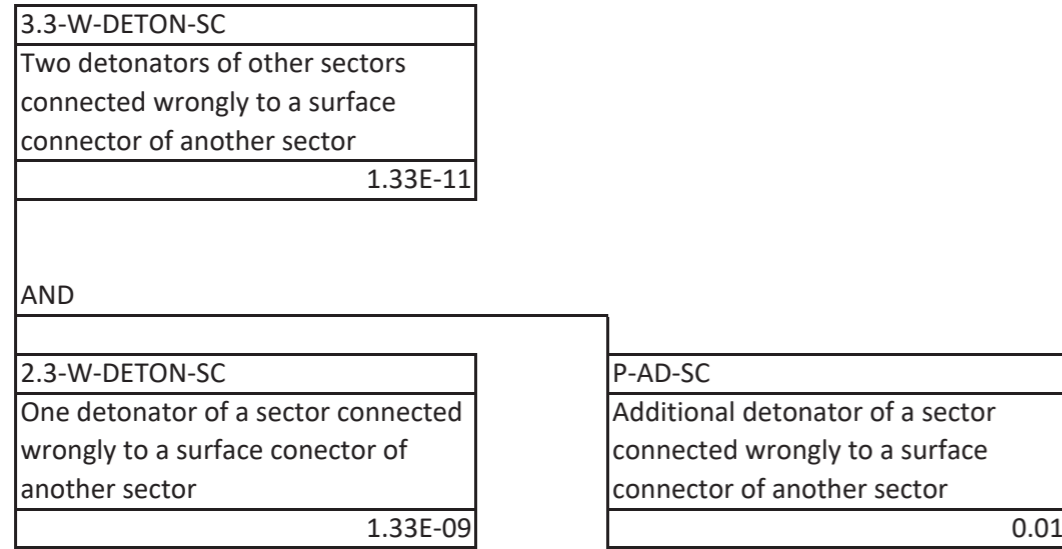 3.3-W-DETON-SC
Two detonators of other sectors
connected wrongly to a surface
connector of another sector
1.33E-11
AND
2.3-W-DETON-SC
One detonator of a sector connected
wrongly to a surface conector of
another sector
1.33E-09
P-AD-SC
Additional detonator of a sector
connected wrongly to a surface
connector of another sector
0.01